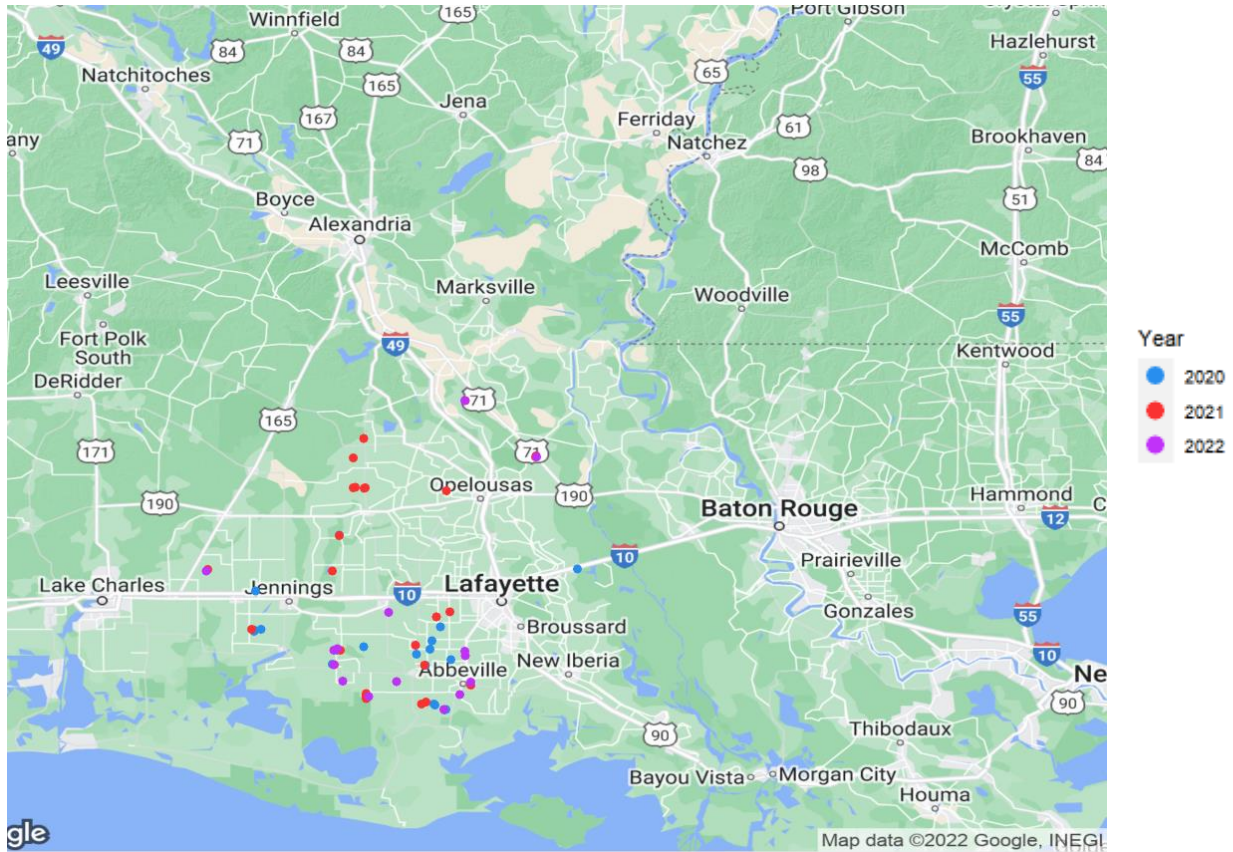 Winnfield
165
Port Gibson
49
84
84
65
Hazlehurst
Natchitoches
165
55
167
Jena
Ferriday
61
any
71
Natchez
Brookhaven
98
84
Boyce
51
Alexandria
McComb
Leesville
Marksville
Woodville
Fort Polk
South
55
49
Kentwood
DeRidder
71
165
171
71
Opelousas
190
190
Hammond
Baton Rouge
12
C
10
Prairieville
Lake Charles
Jennings
10
Lafayette
Gonzales
55
Broussard
10
New Iberia
Abbeville
Ne
90
90
Thibodaux
Bayou Vista
Morgan City
Houma
gle
Map data ©2022 Google, INEGI
Year
2020
2021
2022